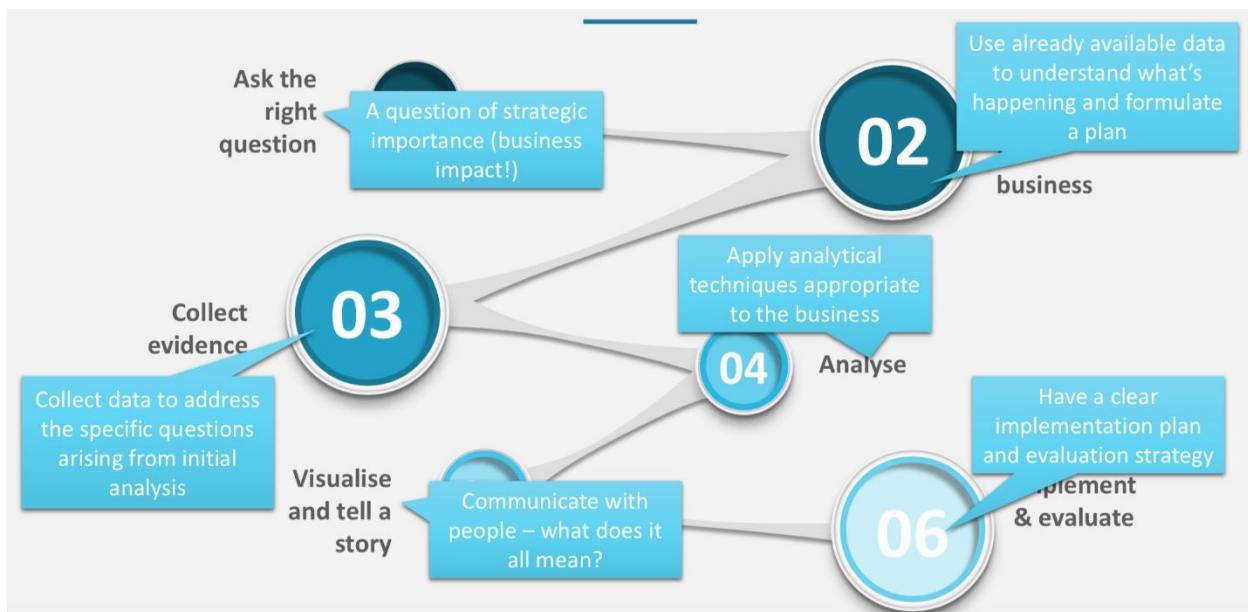 Ask the
right
question
A question of strategic
importance (business
impact!)
02
Use already available data
to understand what's
happening and formulate
a plan
business
03
Collect
evidence
Collect data to address
the specific questions
arising from initial
analysis
Apply analytical
techniques appropriate
to the business
04
Analyse
Visualise
and tell a
story
Communicate with
people – what does it
all mean?
06
Have a clear
implementation plan
and evaluation strategy
& evaluate